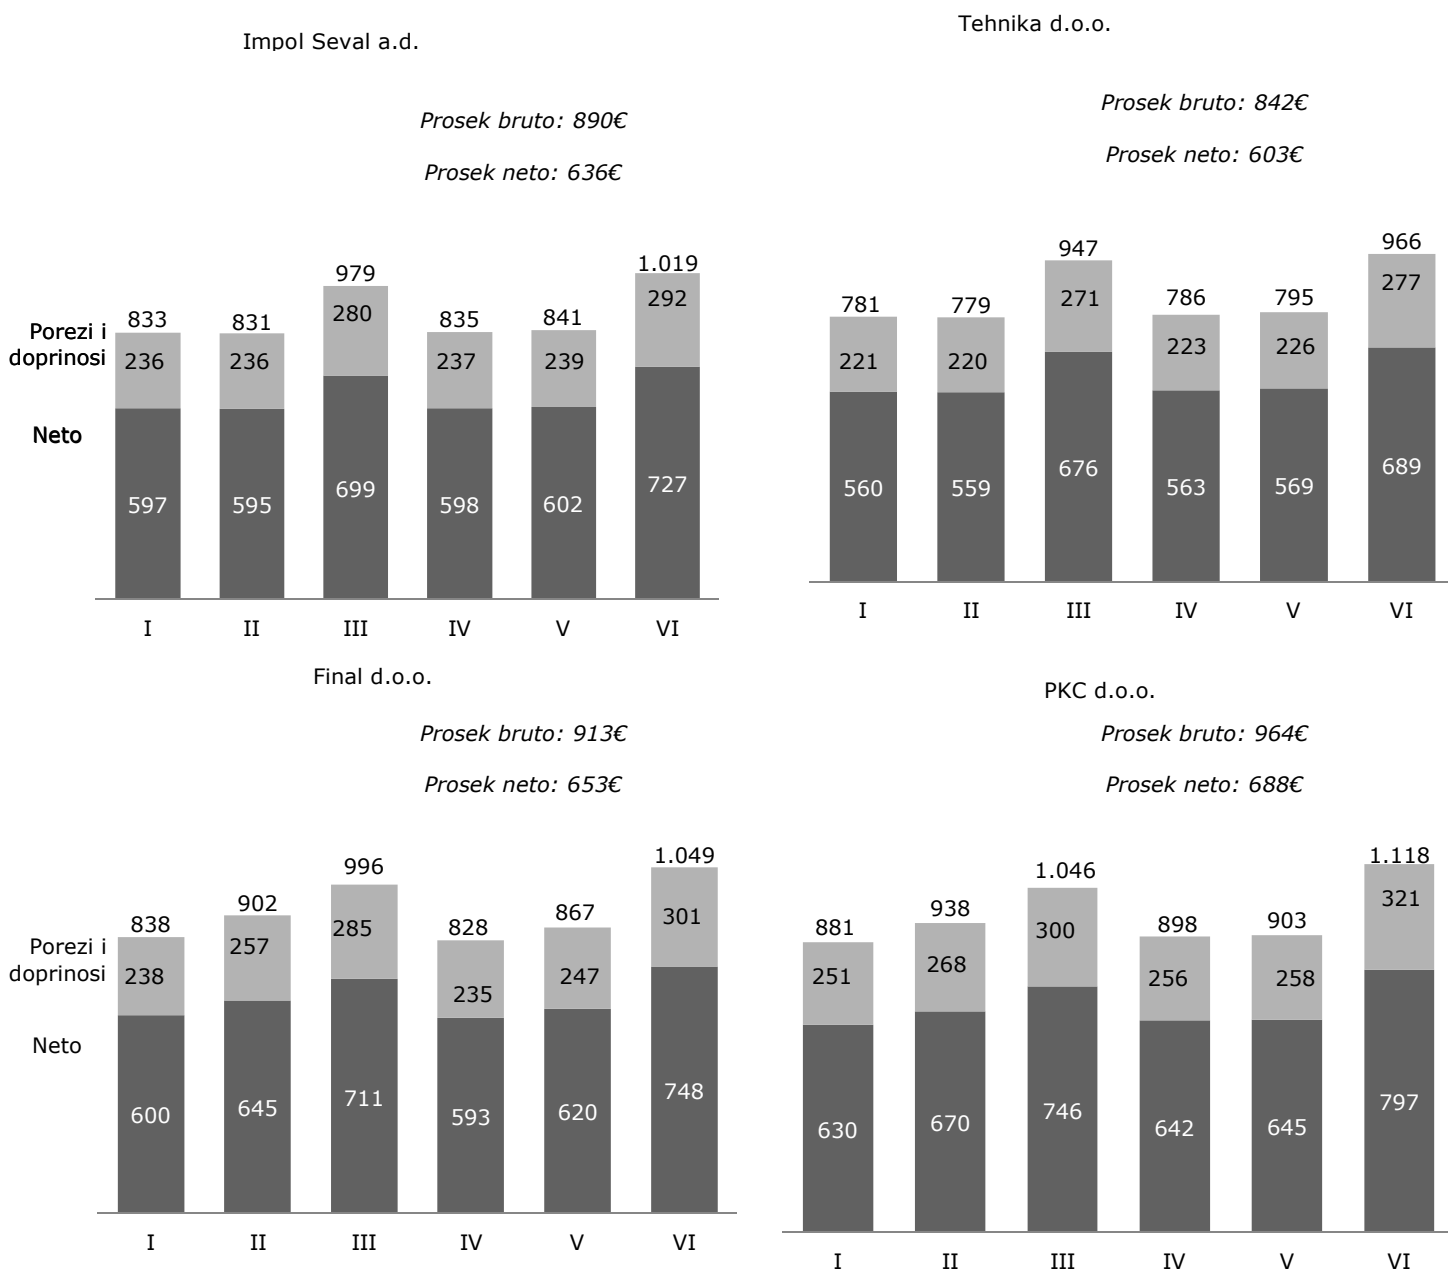 Impol Seval a.d.
Prosek bruto: 890€
Prosek neto: 636€
833
831
979
835
841
1.019
Porezi i
doprinosi
236
236
280
237
239
292
Neto
597
595
699
598
602
727
I
II
III
IV
V
VI
Tehnika d.o.o.
Prosek bruto: 842€
Prosek neto: 603€
781
779
947
786
795
966
221
220
271
223
226
277
560
559
676
563
569
689
I
II
III
IV
V
VI
Final d.o.o.
Prosek bruto: 913€
Prosek neto: 653€
838
902
996
828
867
1.049
Porezi i
doprinosi
238
257
285
235
247
301
Neto
600
645
711
593
620
748
I
II
III
IV
V
VI
PKC d.o.o.
Prosek bruto: 964€
Prosek neto: 688€
881
938
1.046
898
903
1.118
251
268
300
256
258
321
630
670
746
642
645
797
I
II
III
IV
V
VI